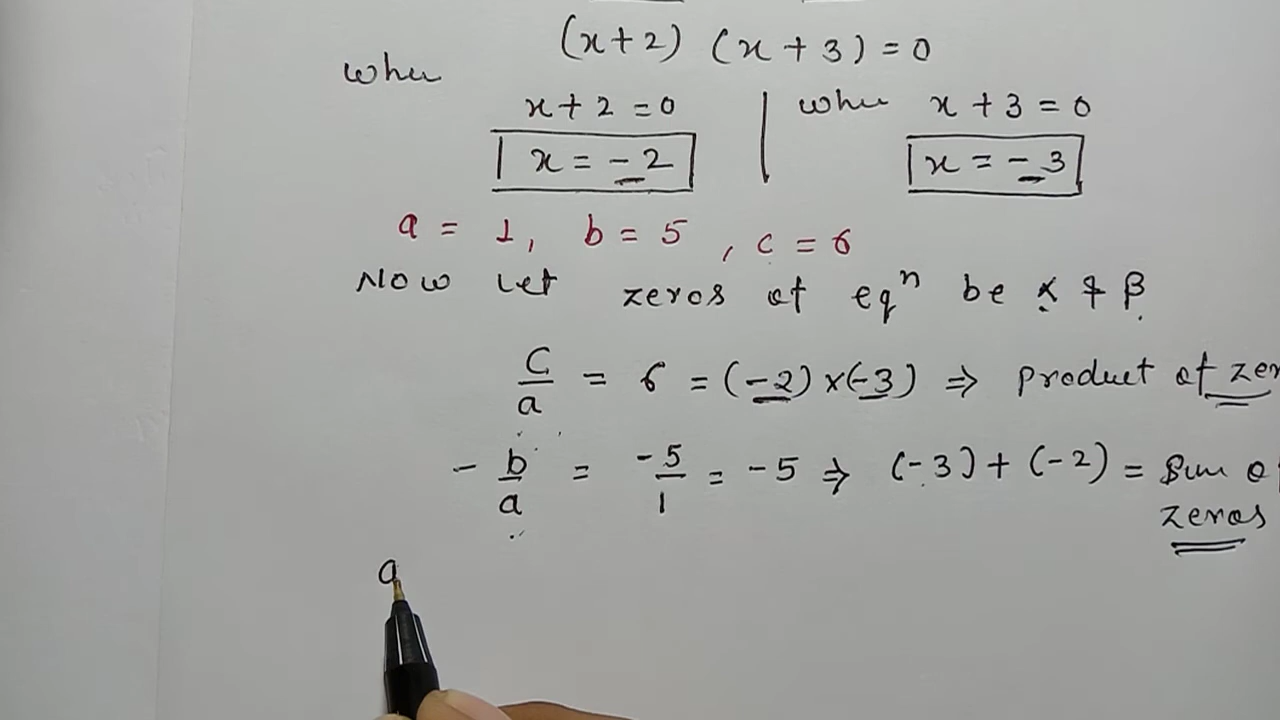 (x+2) (x+3) = 0
when
x+2 = 0 | when x+3 = 0
x = -2 x = -3
a = 1, b = 5, c = 6
Now let zeros of eqⁿ be α & β
c/a = 6 = (-2)×(-3) ⇒ product of zer
- b/a = -5/1 = -5 ⇒ (-3)+(-2) = Sum of
zeros
a